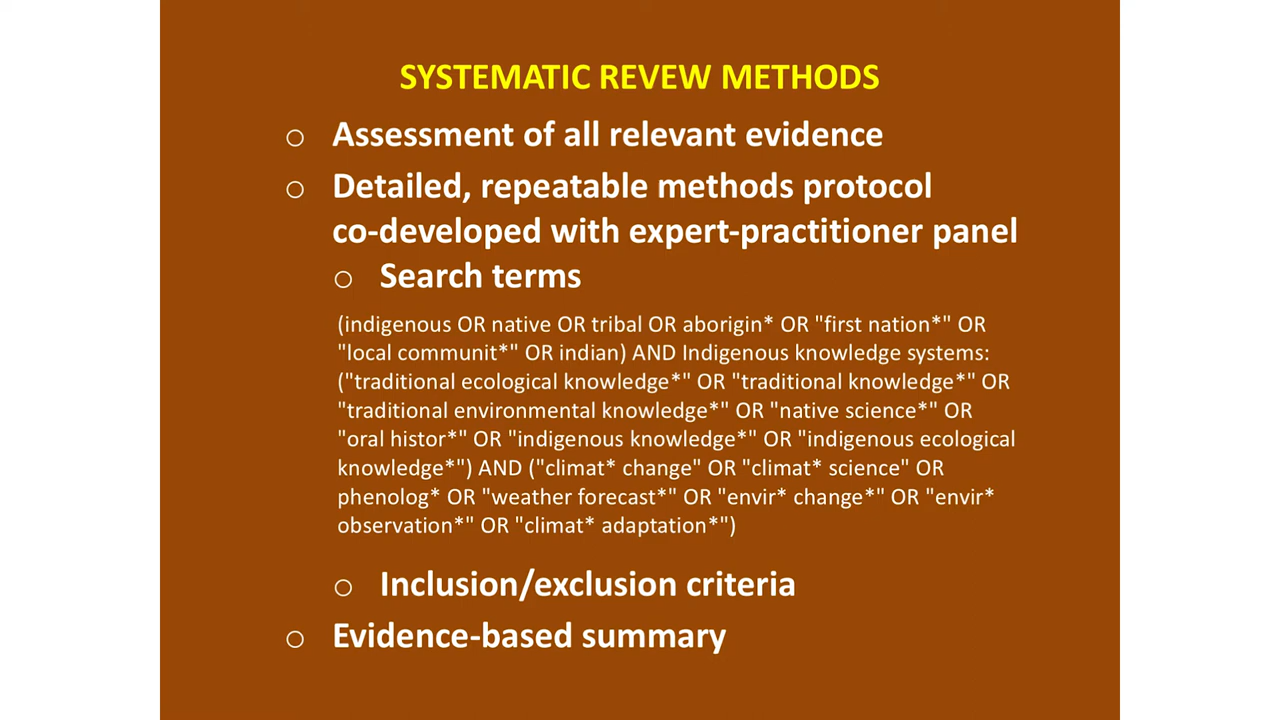 SYSTEMATIC REVEW METHODS
o Assessment of all relevant evidence
o Detailed, repeatable methods protocol
co-developed with expert-practitioner panel
o Search terms
(indigenous OR native OR tribal OR aborigin* OR "first nation*" OR
"local communit*" OR indian) AND Indigenous knowledge systems:
("traditional ecological knowledge*" OR "traditional knowledge*" OR
"traditional environmental knowledge*" OR "native science*" OR
"oral histor*" OR "indigenous knowledge*" OR "indigenous ecological
knowledge*") AND ("climat* change" OR "climat* science" OR
phenolog* OR "weather forecast*" OR "envir* change*" OR "envir*
observation*" OR "climat* adaptation*")
o Inclusion/exclusion criteria
o Evidence-based summary